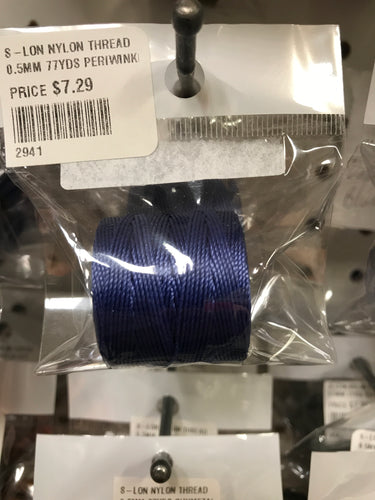 S-LON NYLON THREAD
0.5MM 77YDS PERIWINK
PRICE $7.29
2941
S-LON NYLON THREAD